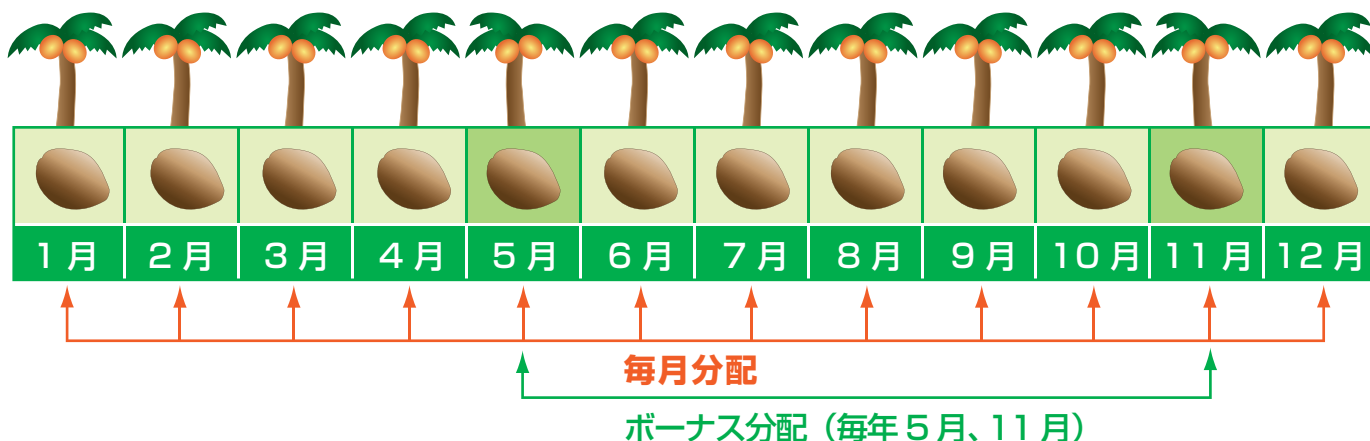 1月 2月 3月 4月 5月 6月 7月 8月 9月 10月 11月 12月
毎月分配
ボーナス分配（毎年5月、11月）